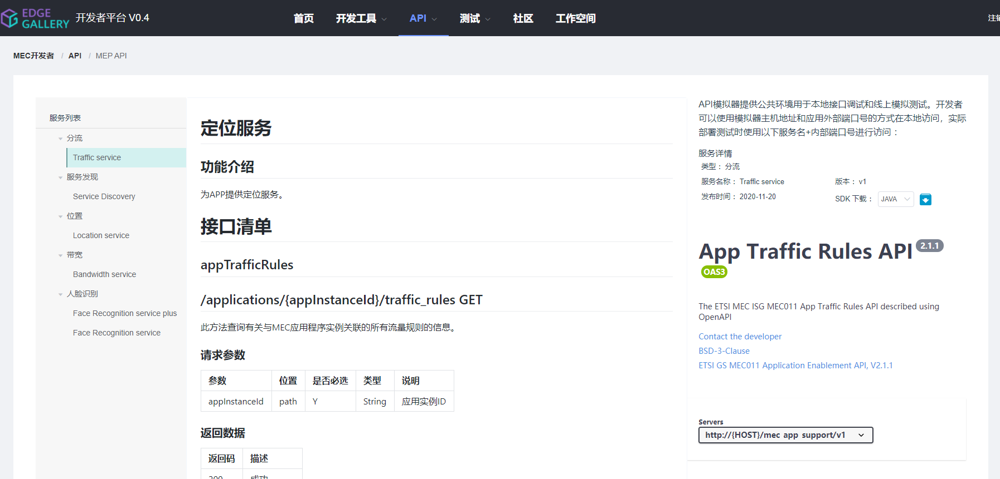 EDGE
GALLERY
开发者平台 V0.4
首页
开发工具
API
测试
社区
工作空间
注销
MEC开发者 / API / MEP API
服务列表
分流
Traffic service
服务发现
Service Discovery
位置
Location service
带宽
Bandwidth service
人脸识别
Face Recognition service plus
Face Recognition service
定位服务
功能介绍
为APP提供定位服务。
接口清单
appTrafficRules
/applications/{appInstanceId}/traffic_rules GET
此方法查询有关与MEC应用程序实例关联的所有流量规则的信息。
请求参数
参数 位置 是否必选 类型 说明
appInstanceId path Y String 应用实例ID
返回数据
返回码 描述
200 成功
API模拟器提供公共环境用于本地接口调试和线上模拟测试。开发者
可以使用模拟器主机地址和应用外部端口号的方式在本地访问，实际
部署测试时使用以下服务名+内部端口号进行访问：
服务详情
类型： 分流
服务名称： Traffic service 版本： v1
发布时间： 2020-11-20 SDK 下载： JAVA
App Traffic Rules API 2.1.1
OAS3
The ETSI MEC ISG MEC011 App Traffic Rules API described using
OpenAPI
Contact the developer
BSD-3-Clause
ETSI GS MEC011 Application Enablement API, V2.1.1
Servers
http://{HOST}/mec_app_support/v1